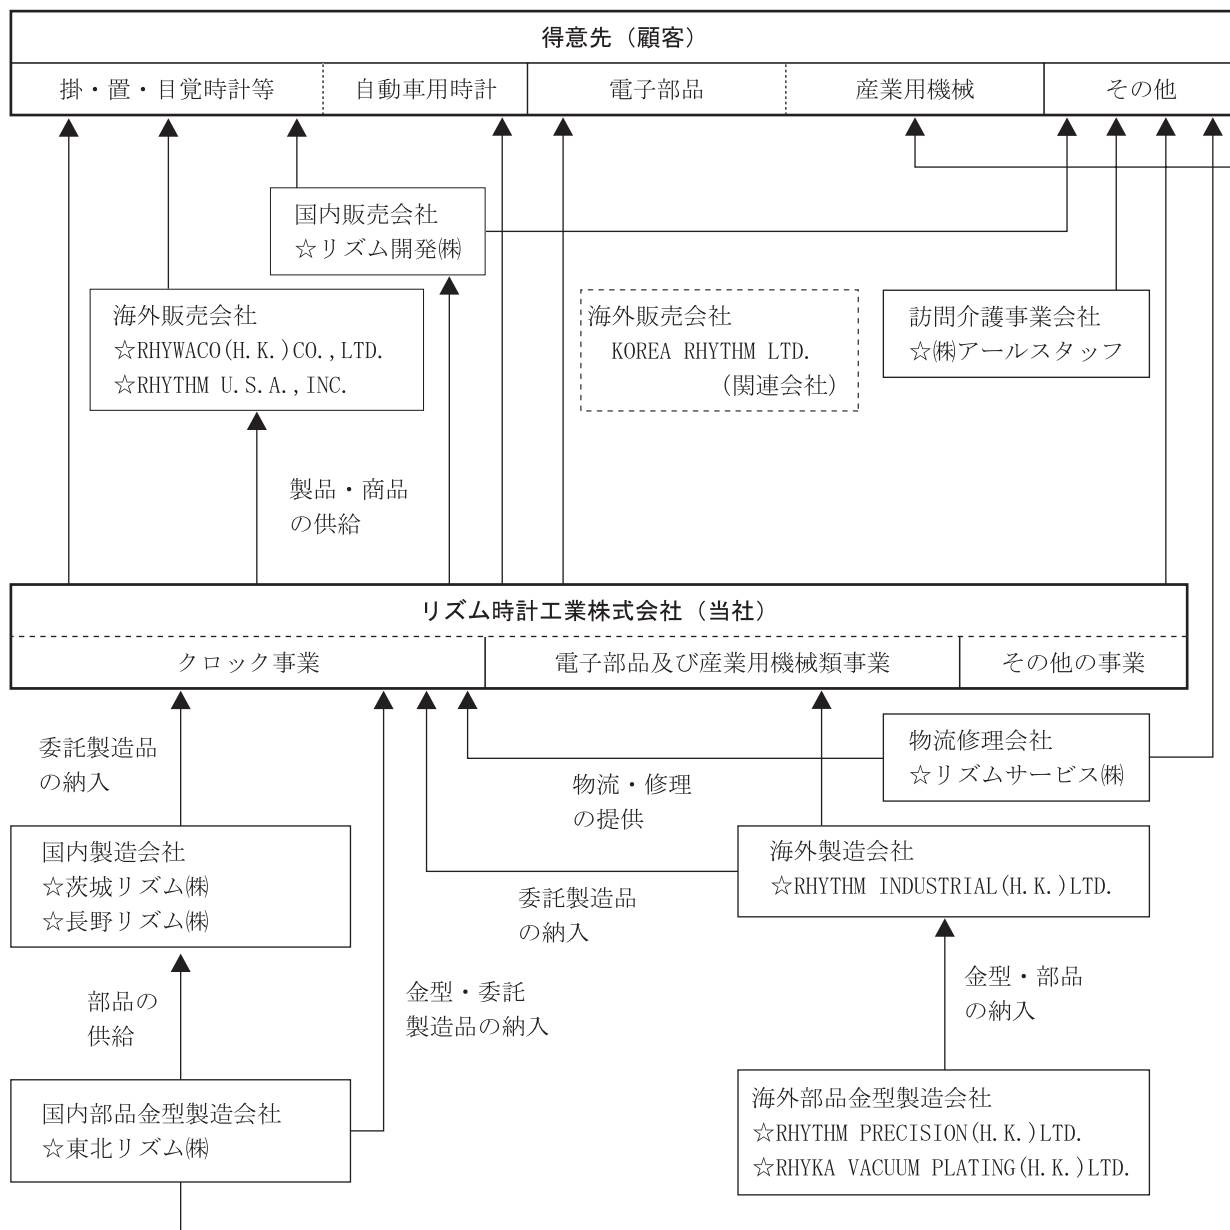 得意先（顧客）
掛・置・目覚時計等
自動車用時計
電子部品
産業用機械
その他
国内販売会社
☆リズム開発㈱
海外販売会社
☆RHYWACO(H.K.)CO.,LTD.
☆RHYTHM U.S.A.,INC.
海外販売会社
KOREA RHYTHM LTD.
（関連会社）
訪問介護事業会社
☆㈱アールスタッフ
製品・商品
の供給
リズム時計工業株式会社（当社）
クロック事業
電子部品及び産業用機械類事業
その他の事業
委託製造品
の納入
物流・修理
の提供
物流修理会社
☆リズムサービス㈱
国内製造会社
☆茨城リズム㈱
☆長野リズム㈱
委託製造品
の納入
海外製造会社
☆RHYTHM INDUSTRIAL(H.K.)LTD.
部品の
供給
金型・委託
製造品の納入
金型・部品
の納入
国内部品金型製造会社
☆東北リズム㈱
海外部品金型製造会社
☆RHYTHM PRECISION(H.K.)LTD.
☆RHYKA VACUUM PLATING(H.K.)LTD.